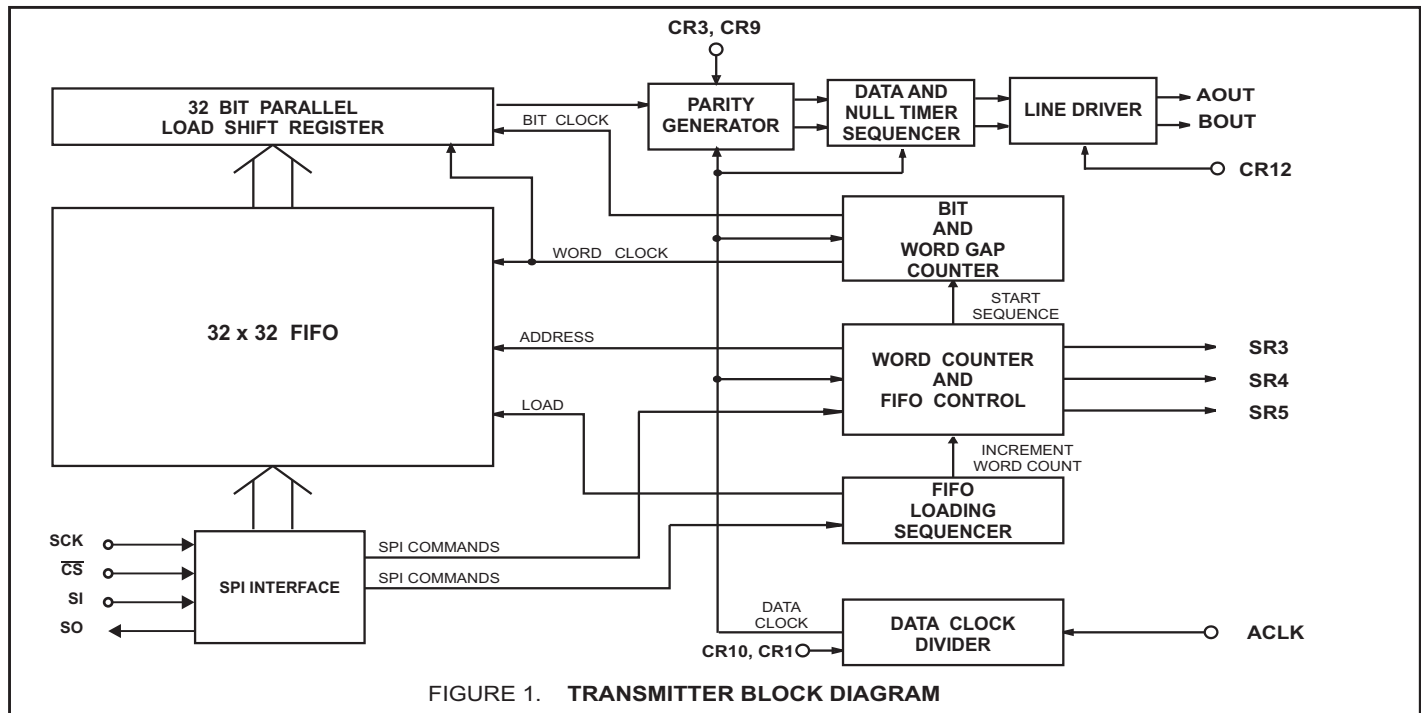 CR3, CR9
32 BIT PARALLEL
LOAD SHIFT REGISTER
BIT CLOCK
PARITY
GENERATOR
DATA AND
NULL TIMER
SEQUENCER
LINE DRIVER
AOUT
BOUT
CR12
BIT
AND
WORD GAP
COUNTER
WORD CLOCK
START
SEQUENCE
32 x 32 FIFO
ADDRESS
WORD COUNTER
AND
FIFO CONTROL
SR3
SR4
SR5
LOAD
INCREMENT
WORD COUNT
FIFO
LOADING
SEQUENCER
SCK
CS
SI
SO
SPI INTERFACE
SPI COMMANDS
SPI COMMANDS
DATA
CLOCK
CR10, CR1
DATA CLOCK
DIVIDER
ACLK
FIGURE 1. TRANSMITTER BLOCK DIAGRAM